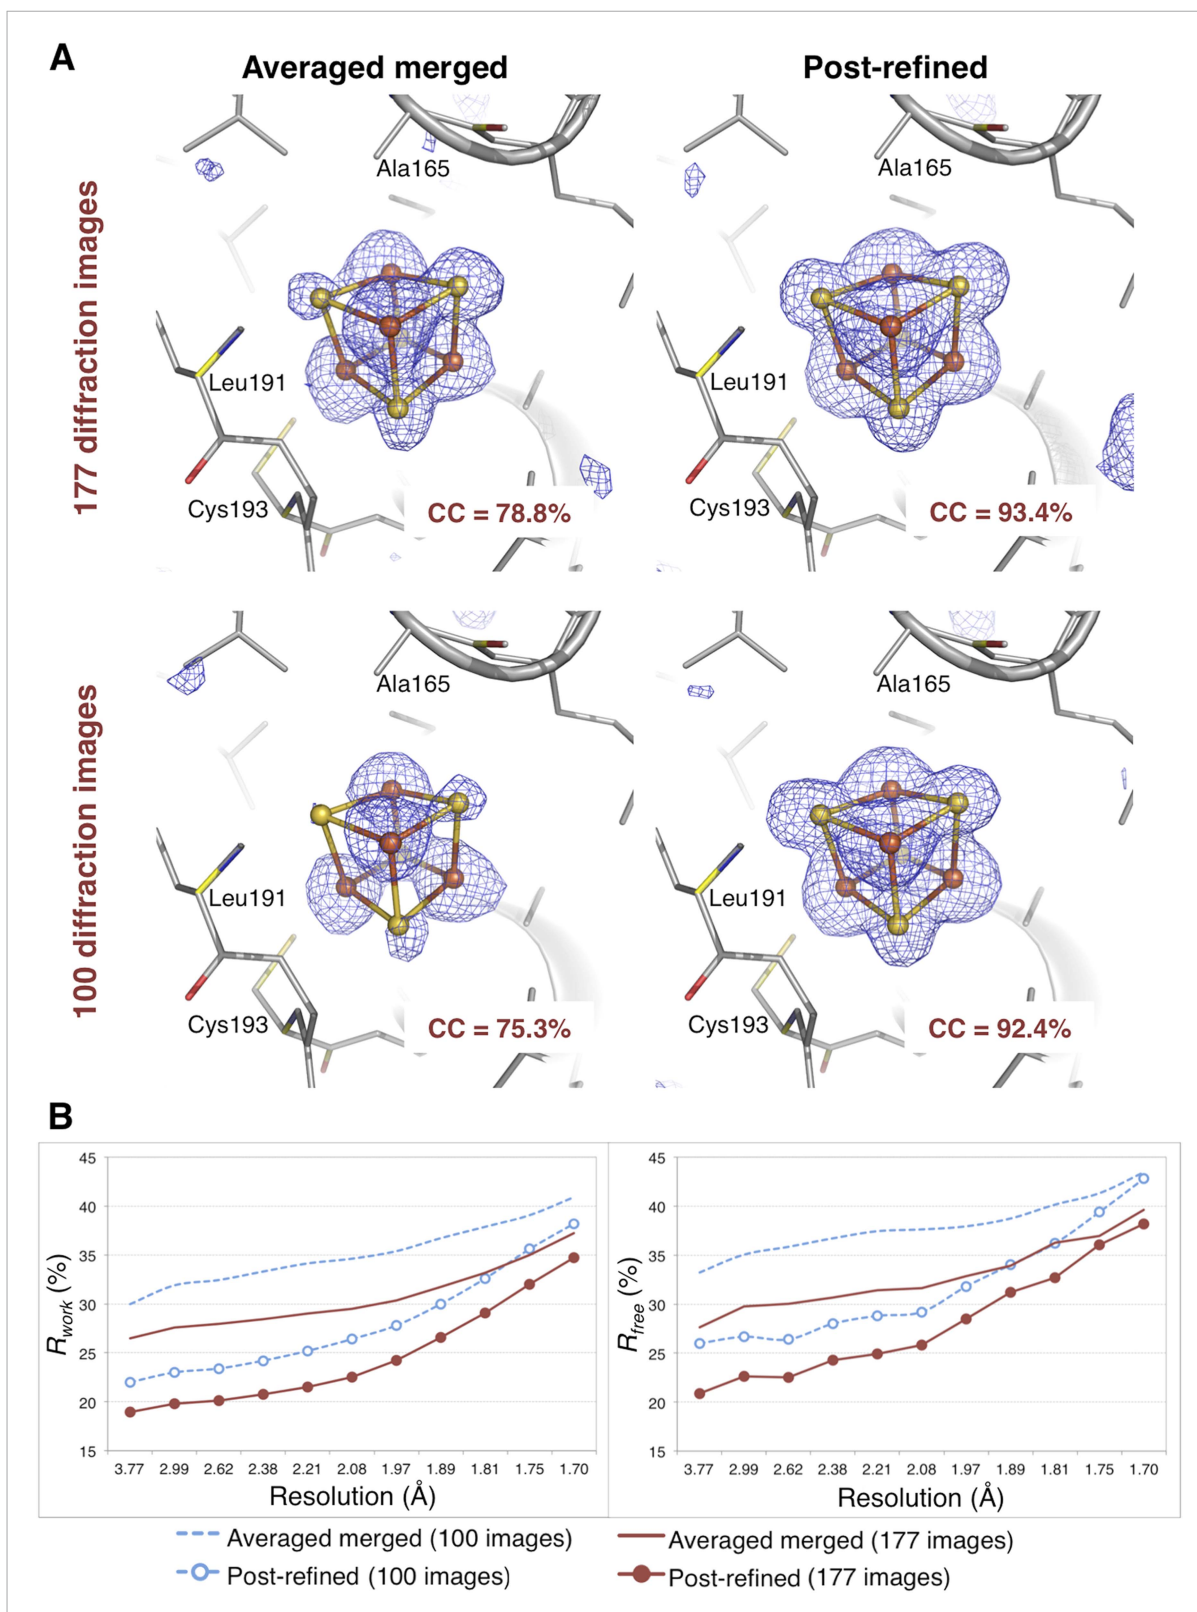 A
Averaged merged
Post-refined
177 diffraction images
Ala165
Leu191
Cys193
CC = 78.8%
Ala165
Leu191
Cys193
CC = 93.4%
100 diffraction images
Ala165
Leu191
Cys193
CC = 75.3%
Ala165
Leu191
Cys193
CC = 92.4%
B
Rwork (%)
45
40
35
30
25
20
15
3.77 2.99 2.62 2.38 2.21 2.08 1.97 1.89 1.81 1.75 1.70
Resolution (Å)
Rfree (%)
45
40
35
30
25
20
15
3.77 2.99 2.62 2.38 2.21 2.08 1.97 1.89 1.81 1.75 1.70
Resolution (Å)
Averaged merged (100 images)
Averaged merged (177 images)
Post-refined (100 images)
Post-refined (177 images)